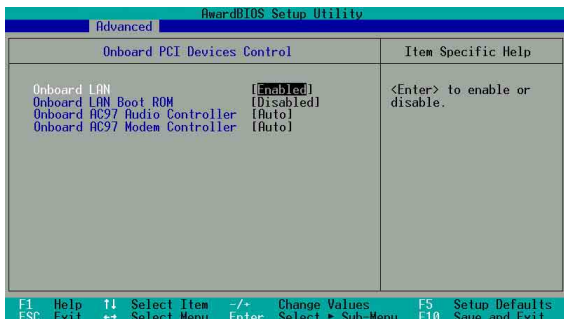 AwardBIOS Setup Utility
Advanced
Onboard PCI Devices Control
Item Specific Help
Onboard LAN [Enabled]
Onboard LAN Boot ROM [Disabled]
Onboard AC97 Audio Controller [Auto]
Onboard AC97 Modem Controller [Auto]
<Enter> to enable or
disable.
F1 Help ↑↓ Select Item -/+ Change Values F5 Setup Defaults
ESC Exit ←→ Select Menu Enter Select ► Sub-Menu F10 Save and Exit